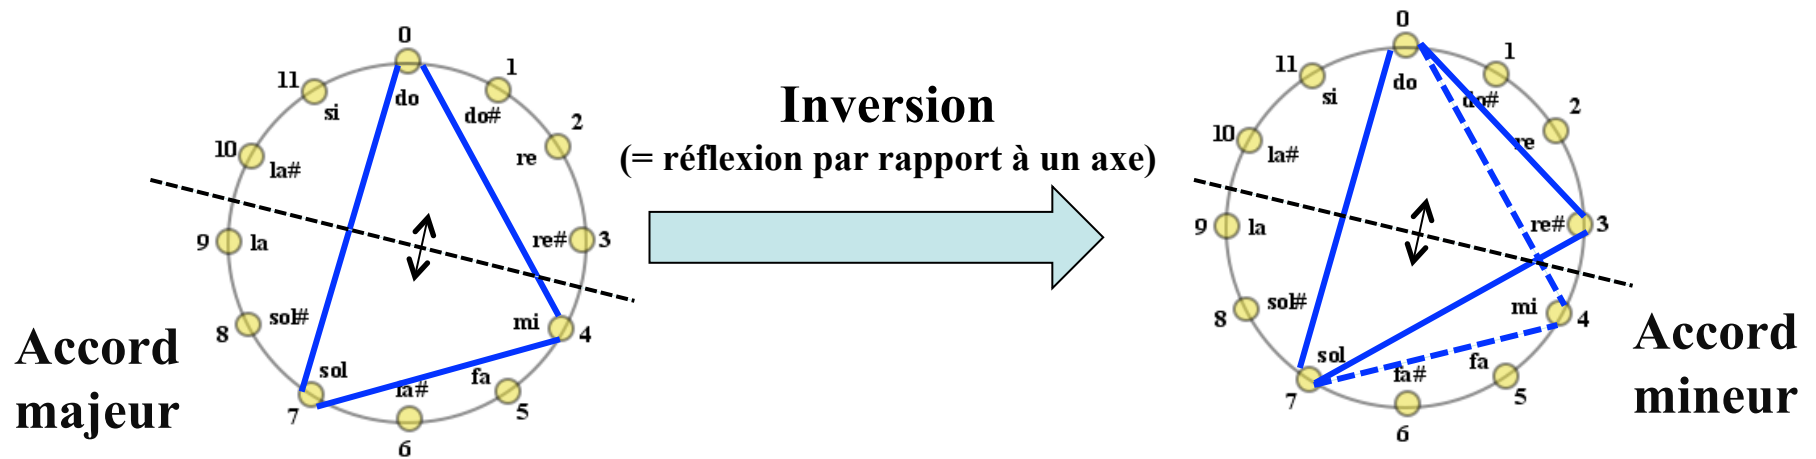 0
11
1
si
do
do#
2
10
re
la#
9
la
re#
3
8
sol#
mi
4
Accord
majeur
sol
fa
7
fa#
5
6
Inversion
(= réflexion par rapport à un axe)
0
11
1
si
do
do#
2
10
re
la#
9
la
re#
3
8
sol#
mi
4
sol
fa
7
fa#
5
6
Accord
mineur